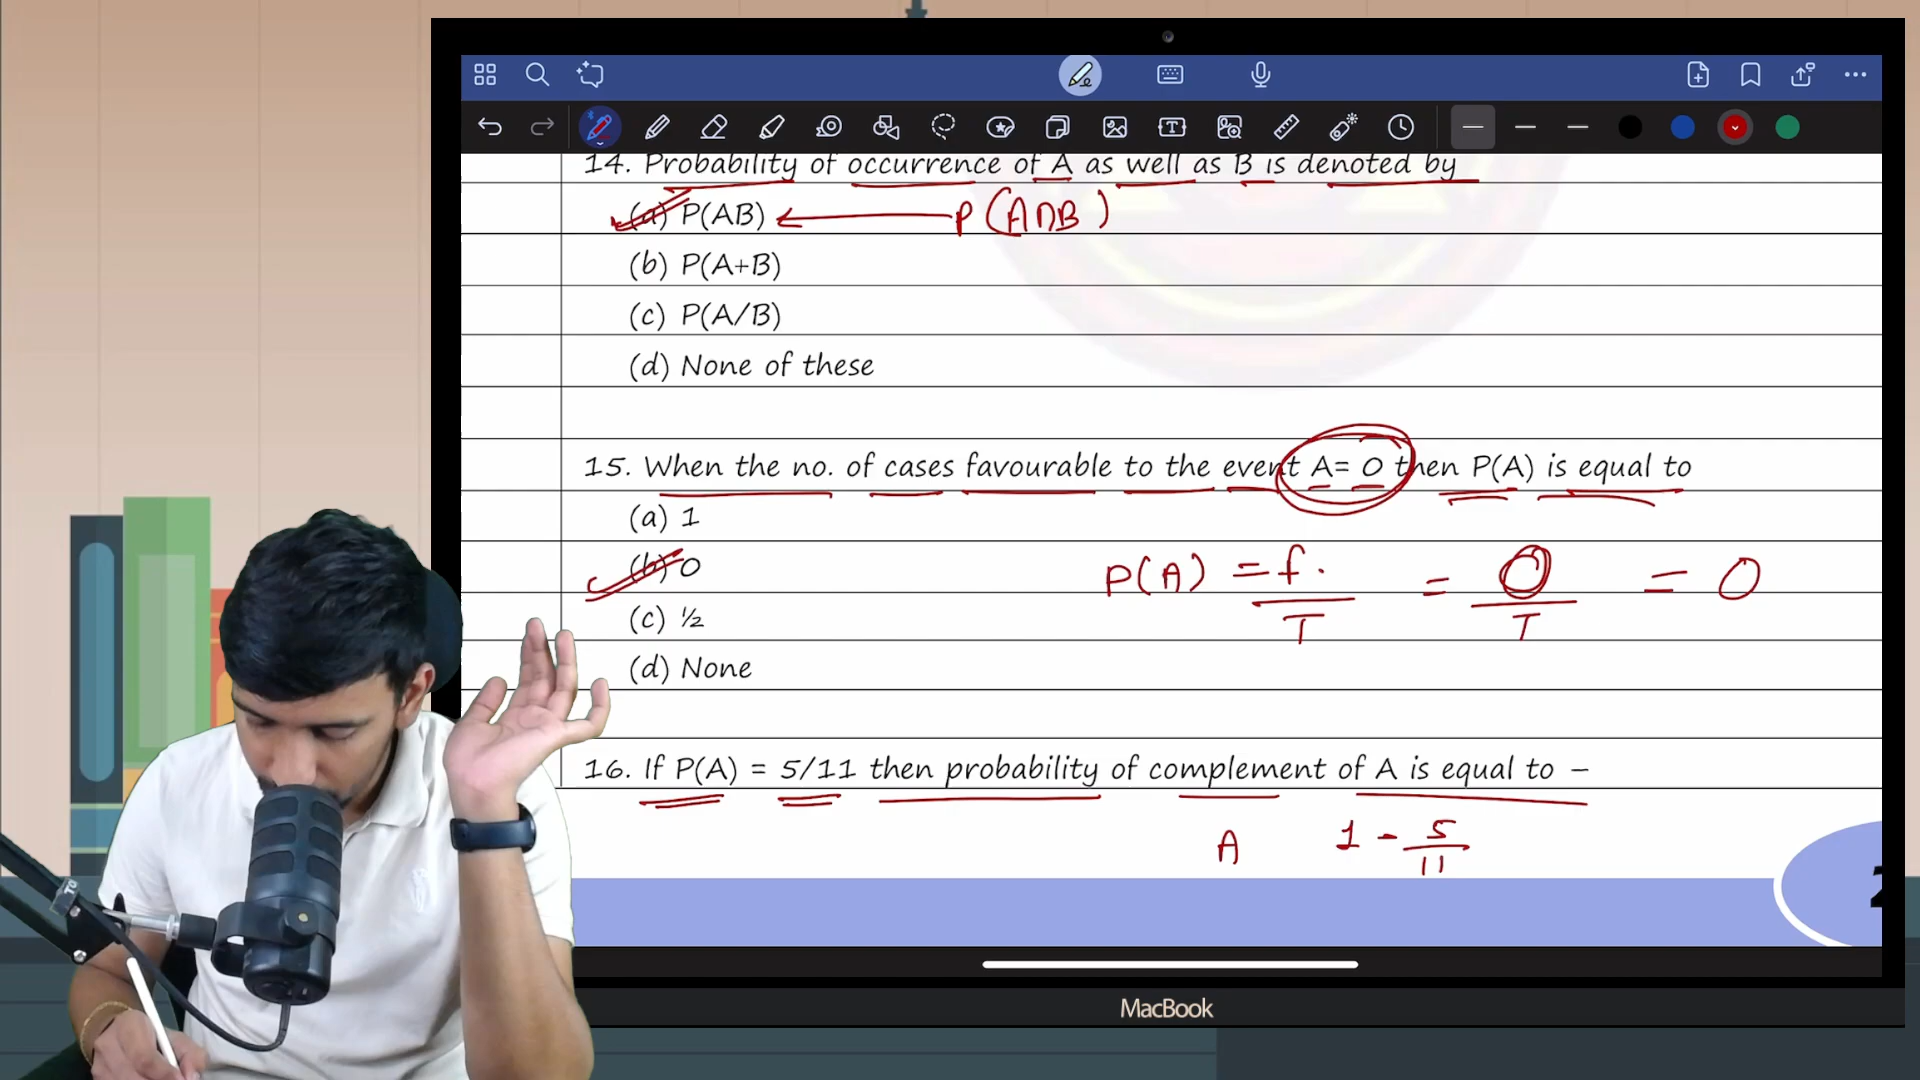 14. Probability of occurrence of A as well as B is denoted by
(a) P(AB) ← P(A∩B)
(b) P(A+B)
(c) P(A/B)
(d) None of these
15. When the no. of cases favourable to the event A= 0 then P(A) is equal to
(a) 1
(b) 0
P(A) = f. / T = 0 / T = 0
(c) ½
(d) None
16. If P(A) = 5/11 then probability of complement of A is equal to –
A 1 - 5/11
2
MacBook